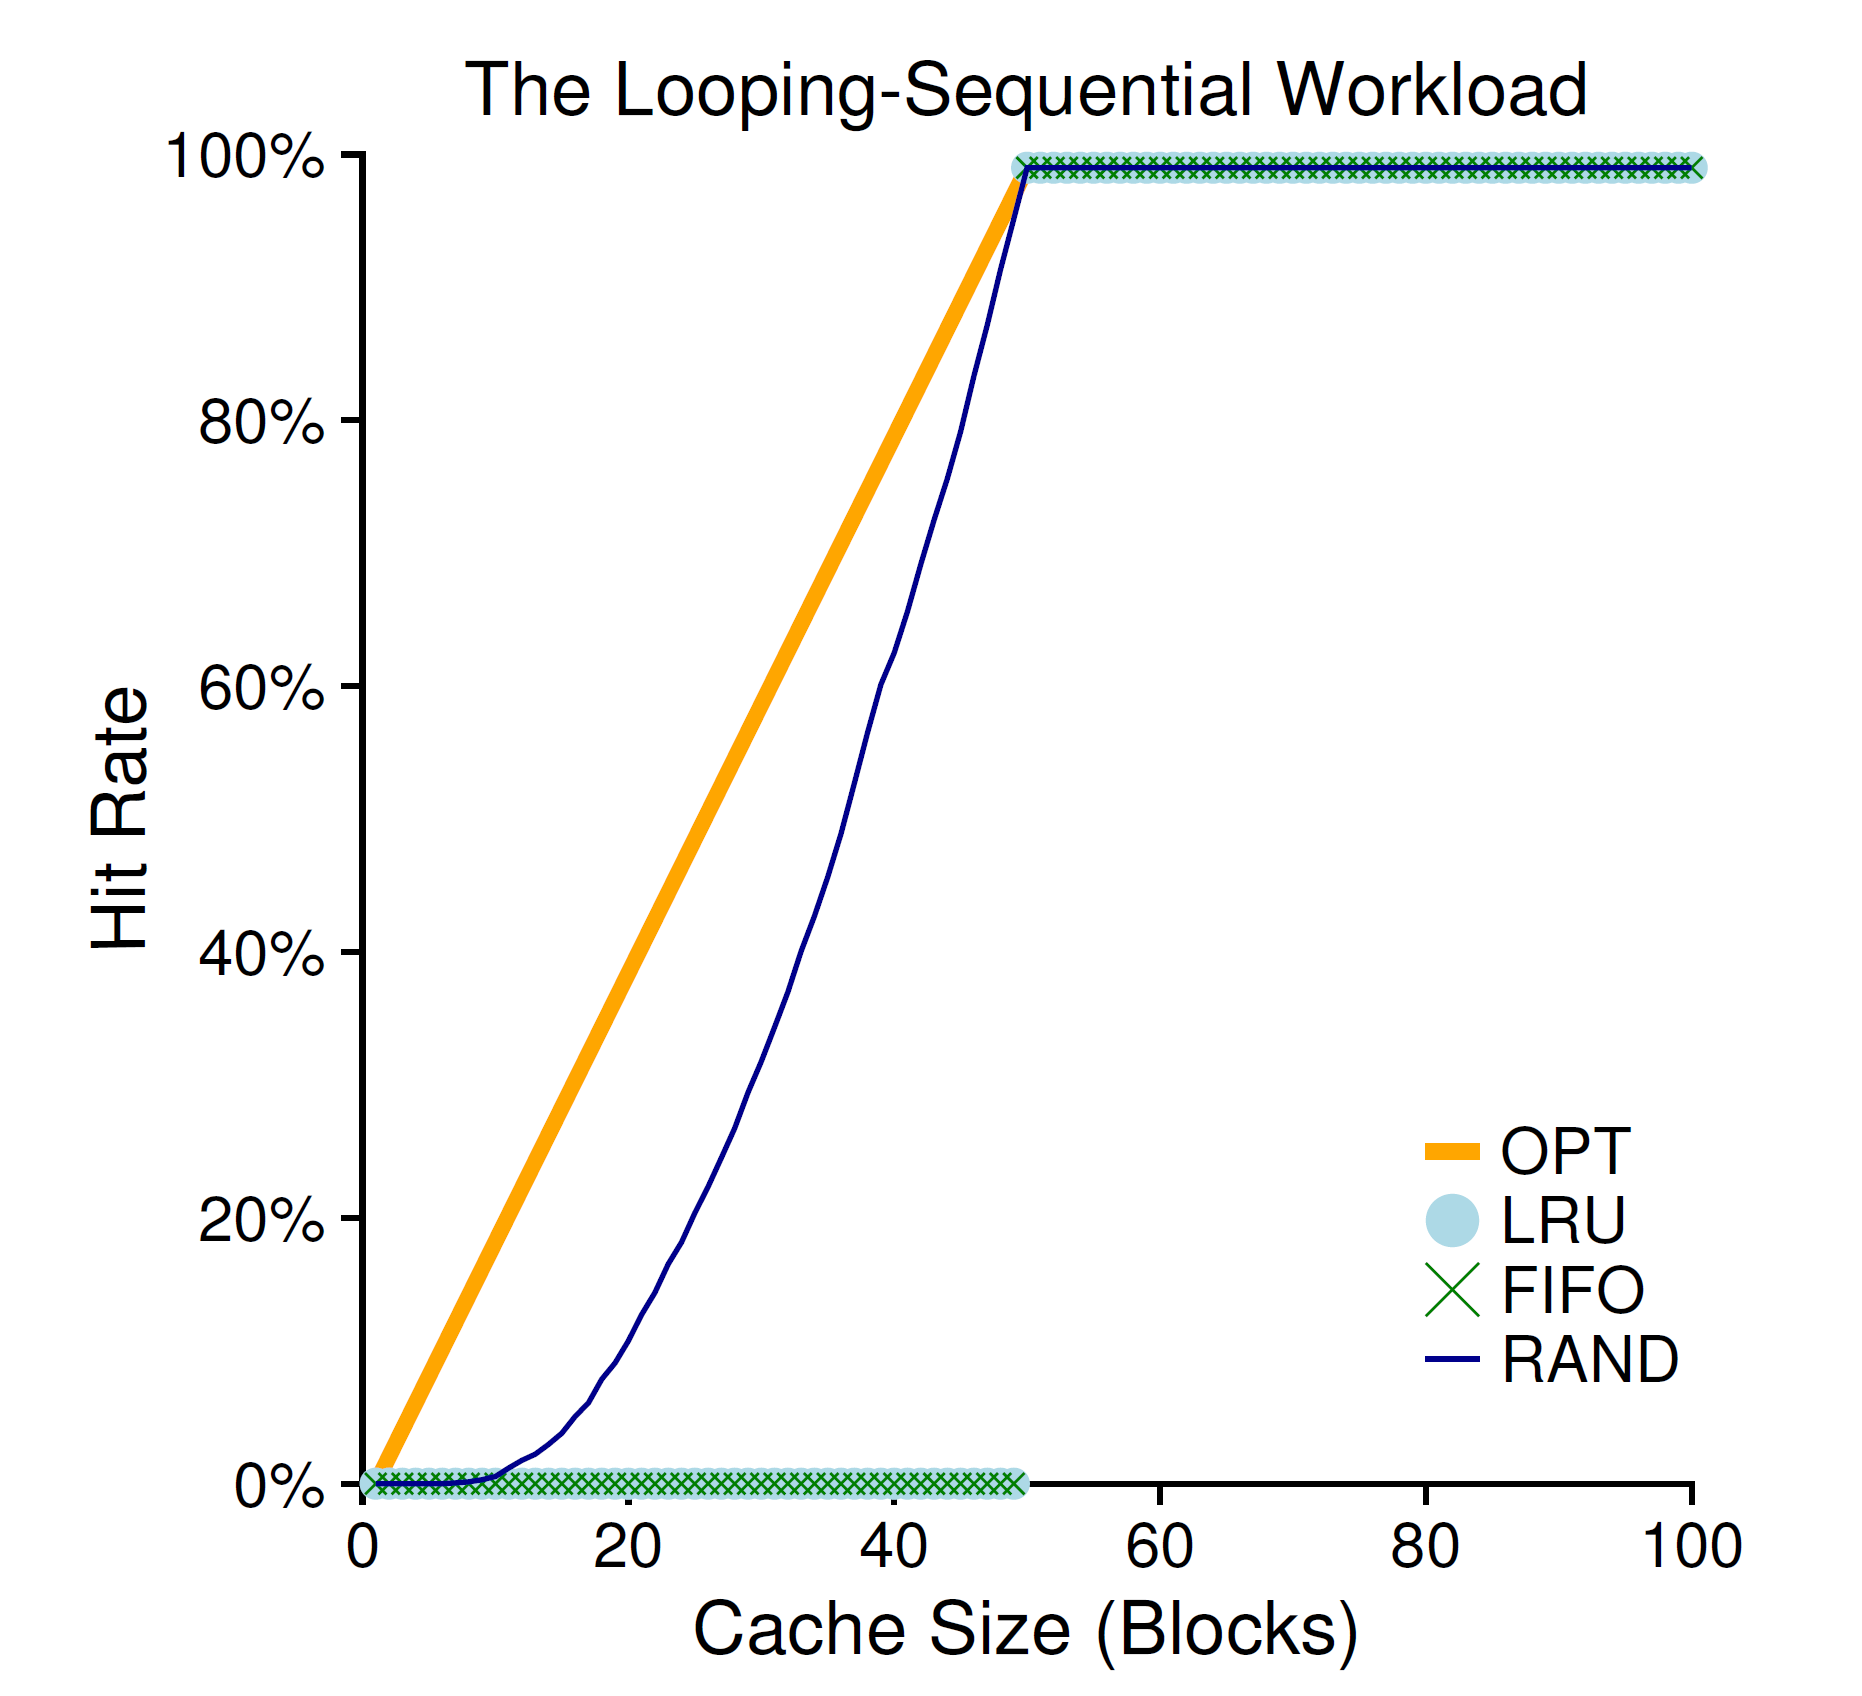 The Looping-Sequential Workload
100%
80%
60%
40%
20%
0%
Hit Rate
0 20 40 60 80 100
Cache Size (Blocks)
OPT
LRU
FIFO
RAND